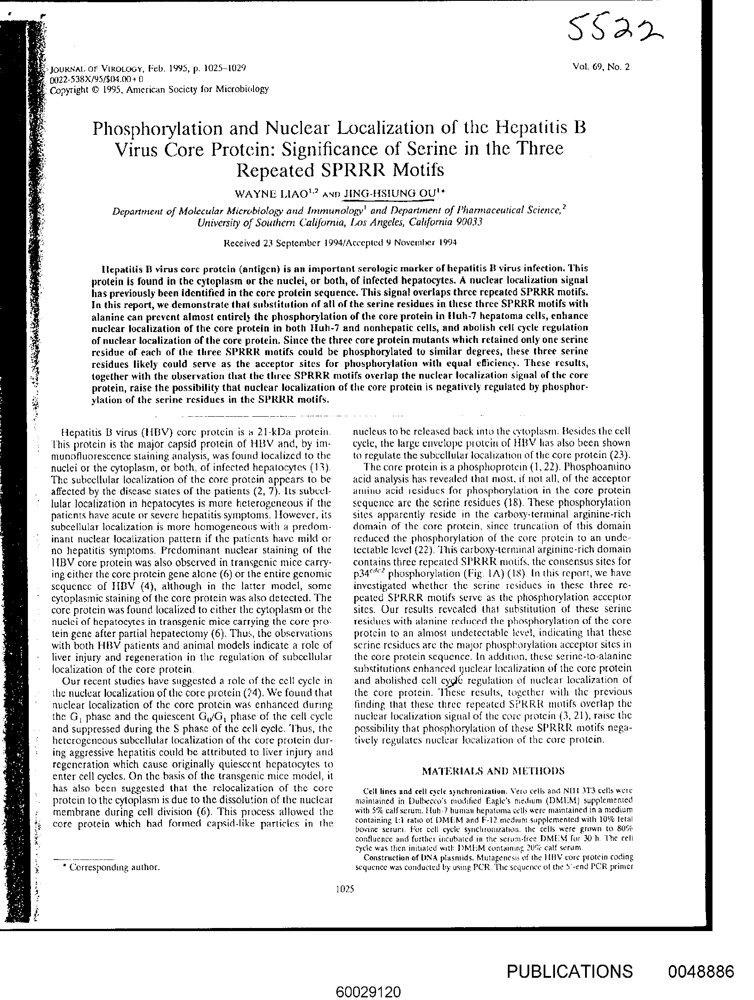 5522
JOURNAL OF VIROLOGY, Feb. 1995, p. 1025–1029
0022-538X/95/$04.00+0
Copyright © 1995, American Society for Microbiology
Vol. 69, No. 2
Phosphorylation and Nuclear Localization of the Hepatitis B
Virus Core Protein: Significance of Serine in the Three
Repeated SPRRR Motifs
WAYNE LIAO1,2 AND JING-HSIUNG OU1*
Department of Molecular Microbiology and Immunology1 and Department of Pharmaceutical Science,2
University of Southern California, Los Angeles, California 90033
Received 23 September 1994/Accepted 9 November 1994
Hepatitis B virus core protein (antigen) is an important serologic marker of hepatitis B virus infection. This
protein is found in the cytoplasm or the nuclei, or both, of infected hepatocytes. A nuclear localization signal
has previously been identified in the core protein sequence. This signal overlaps three repeated SPRRR motifs.
In this report, we demonstrate that substitution of all of the serine residues in these three SPRRR motifs with
alanine can prevent almost entirely the phosphorylation of the core protein in Huh-7 hepatoma cells, enhance
nuclear localization of the core protein in both Huh-7 and nonhepatic cells, and abolish cell cycle regulation
of nuclear localization of the core protein. Since the three core protein mutants which retained only one serine
residue of each of the three SPRRR motifs could be phosphorylated to similar degrees, these three serine
residues likely could serve as the acceptor sites for phosphorylation with equal efficiency. These results,
together with the observation that the three SPRRR motifs overlap the nuclear localization signal of the core
protein, raise the possibility that nuclear localization of the core protein is negatively regulated by phosphor-
ylation of the serine residues in the SPRRR motifs.
Hepatitis B virus (HBV) core protein is a 21-kDa protein.
This protein is the major capsid protein of HBV and, by im-
munofluorescence staining analysis, was found localized to the
nuclei or the cytoplasm, or both, of infected hepatocytes (13).
The subcellular localization of the core protein appears to be
affected by the disease states of the patients (2, 7). Its subcel-
lular localization in hepatocytes is more heterogeneous if the
patients have acute or severe hepatitis symptoms. However, its
subcellular localization is more homogeneous with a predom-
inant nuclear localization pattern if the patients have mild or
no hepatitis symptoms. Predominant nuclear staining of the
HBV core protein was also observed in transgenic mice carry-
ing either the core protein gene alone (6) or the entire genomic
sequence of HBV (4), although in the latter model, some
cytoplasmic staining of the core protein was also detected. The
core protein was found localized to either the cytoplasm or the
nuclei of hepatocytes in transgenic mice carrying the core pro-
tein gene after partial hepatectomy (6). Thus, the observations
with both HBV patients and animal models indicate a role of
liver injury and regeneration in the regulation of subcellular
localization of the core protein.
Our recent studies have suggested a role of the cell cycle in
the nuclear localization of the core protein (24). We found that
nuclear localization of the core protein was enhanced during
the G1 phase and the quiescent G0/G1 phase of the cell cycle
and suppressed during the S phase of the cell cycle. Thus, the
heterogeneous subcellular localization of the core protein dur-
ing aggressive hepatitis could be attributed to liver injury and
regeneration which cause originally quiescent hepatocytes to
enter cell cycles. On the basis of the transgenic mice model, it
has also been suggested that the relocalization of the core
protein to the cytoplasm is due to the dissolution of the nuclear
membrane during cell division (6). This process allowed the
core protein which had formed capsid-like particles in the
* Corresponding author.
nucleus to be released back into the cytoplasm. Besides the cell
cycle, the large envelope protein of HBV has also been shown
to regulate the subcellular localization of the core protein (23).
The core protein is a phosphoprotein (1, 22). Phosphoamino
acid analysis has revealed that most, if not all, of the acceptor
amino acid residues for phosphorylation in the core protein
sequence are the serine residues (18). These phosphorylation
sites apparently reside in the carboxy-terminal arginine-rich
domain of the core protein, since truncation of this domain
reduced the phosphorylation of the core protein to an unde-
tectable level (22). This carboxy-terminal arginine-rich domain
contains three repeated SPRRR motifs, the consensus sites for
p34cdc2 phosphorylation (Fig. 1A) (18). In this report, we have
investigated whether the serine residues in these three re-
peated SPRRR motifs serve as the phosphorylation acceptor
sites. Our results revealed that substitution of these serine
residues with alanine reduced the phosphorylation of the core
protein to an almost undetectable level, indicating that these
serine residues are the major phosphorylation acceptor sites in
the core protein sequence. In addition, these serine-to-alanine
substitutions enhanced nuclear localization of the core protein
and abolished cell cycle regulation of nuclear localization of
the core protein. These results, together with the previous
finding that these three repeated SPRRR motifs overlap the
nuclear localization signal of the core protein (3, 21), raise the
possibility that phosphorylation of these SPRRR motifs nega-
tively regulates nuclear localization of the core protein.
MATERIALS AND METHODS
Cell lines and cell cycle synchronization. Vero cells and NIH 3T3 cells were
maintained in Dulbecco's modified Eagle's medium (DMEM) supplemented
with 5% calf serum. Huh-7 human hepatoma cells were maintained in a medium
containing 1:1 ratio of DMEM and F-12 medium supplemented with 10% fetal
bovine serum. For cell cycle synchronization, the cells were grown to 80%
confluence and further incubated in the serum-free DMEM for 30 h. The cell
cycle was then initiated with DMEM containing 20% calf serum.
Construction of DNA plasmids. Mutagenesis of the HBV core protein coding
sequence was conducted by using PCR. The sequence of the 5'-end PCR primer
1025
PUBLICATIONS 0048886
60029120